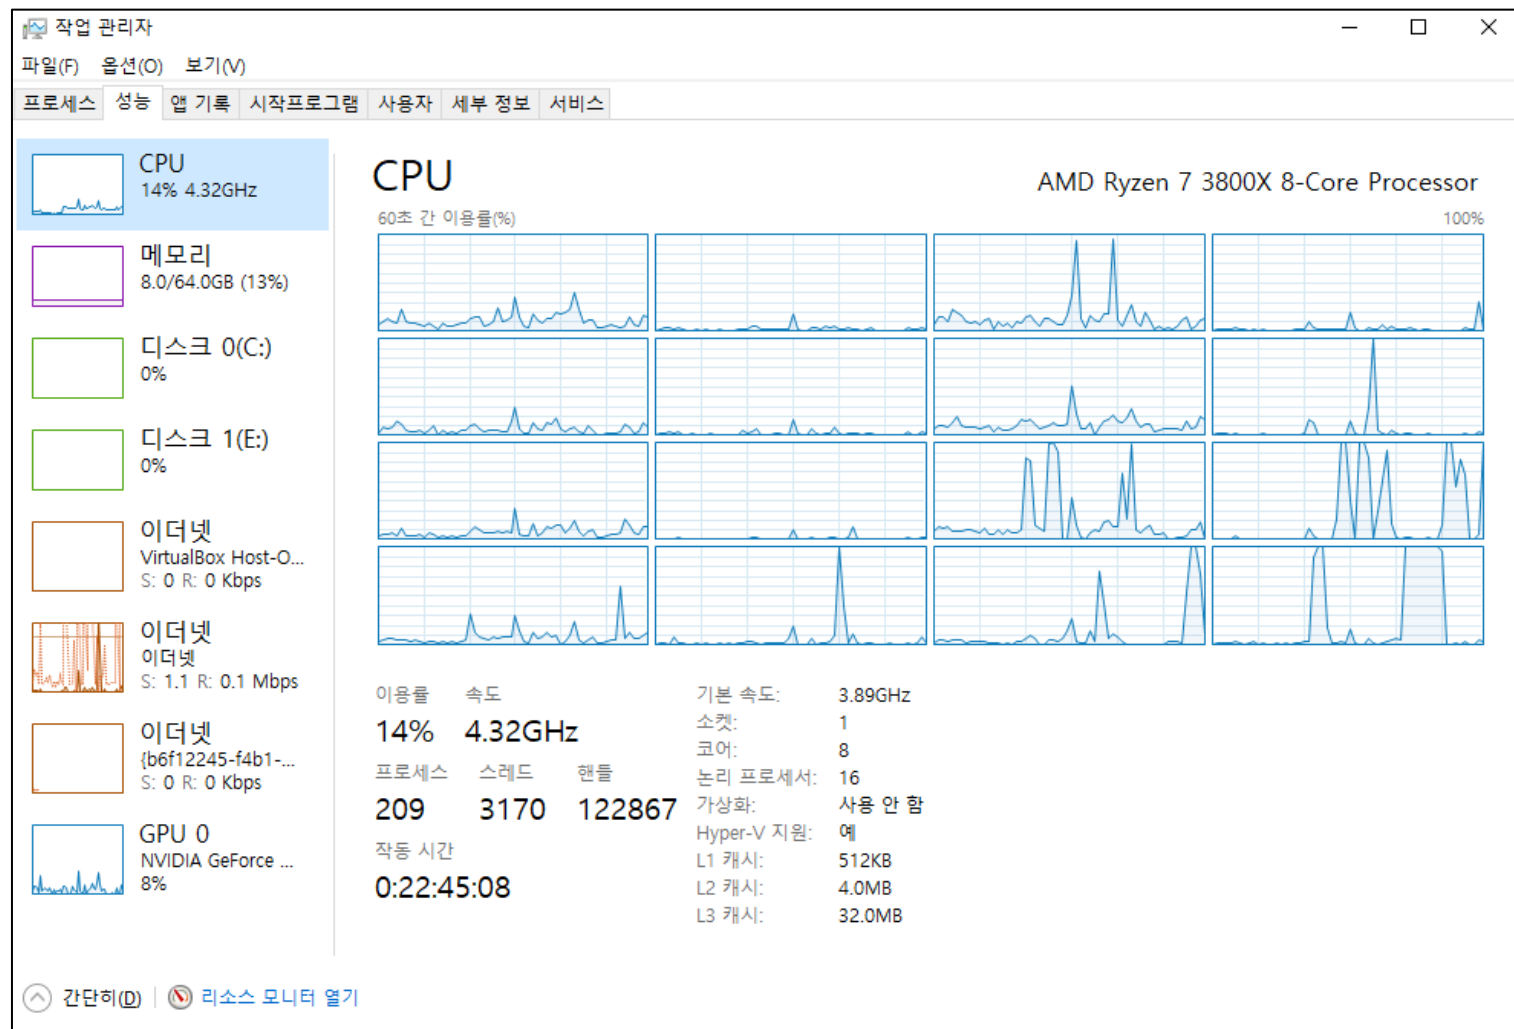 작업 관리자
파일(F) 옵션(O) 보기(V)
프로세스 성능 앱 기록 시작프로그램 사용자 세부 정보 서비스
CPU
14% 4.32GHz
메모리
8.0/64.0GB (13%)
디스크 0(C:)
0%
디스크 1(E:)
0%
이더넷
VirtualBox Host-O...
S: 0 R: 0 Kbps
이더넷
이더넷
S: 1.1 R: 0.1 Mbps
이더넷
{b6f12245-f4b1-...
S: 0 R: 0 Kbps
GPU 0
NVIDIA GeForce ...
8%
CPU
AMD Ryzen 7 3800X 8-Core Processor
60초 간 이용률(%) 100%
이용률 속도
14% 4.32GHz
프로세스 스레드 핸들
209 3170 122867
작동 시간
0:22:45:08
기본 속도: 3.89GHz
소켓: 1
코어: 8
논리 프로세서: 16
가상화: 사용 안 함
Hyper-V 지원: 예
L1 캐시: 512KB
L2 캐시: 4.0MB
L3 캐시: 32.0MB
간단히(D) 리소스 모니터 열기